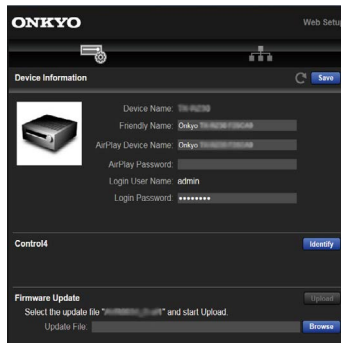 ONKYO
Web Setu
Device Information
Save
Device Name:
Friendly Name: Onkyo
AirPlay Device Name: Onkyo
AirPlay Password:
Login User Name: admin
Login Password: ••••••••
Control4
Identify
Firmware Update
Upload
Select the update file " " and start Upload.
Update File:
Browse